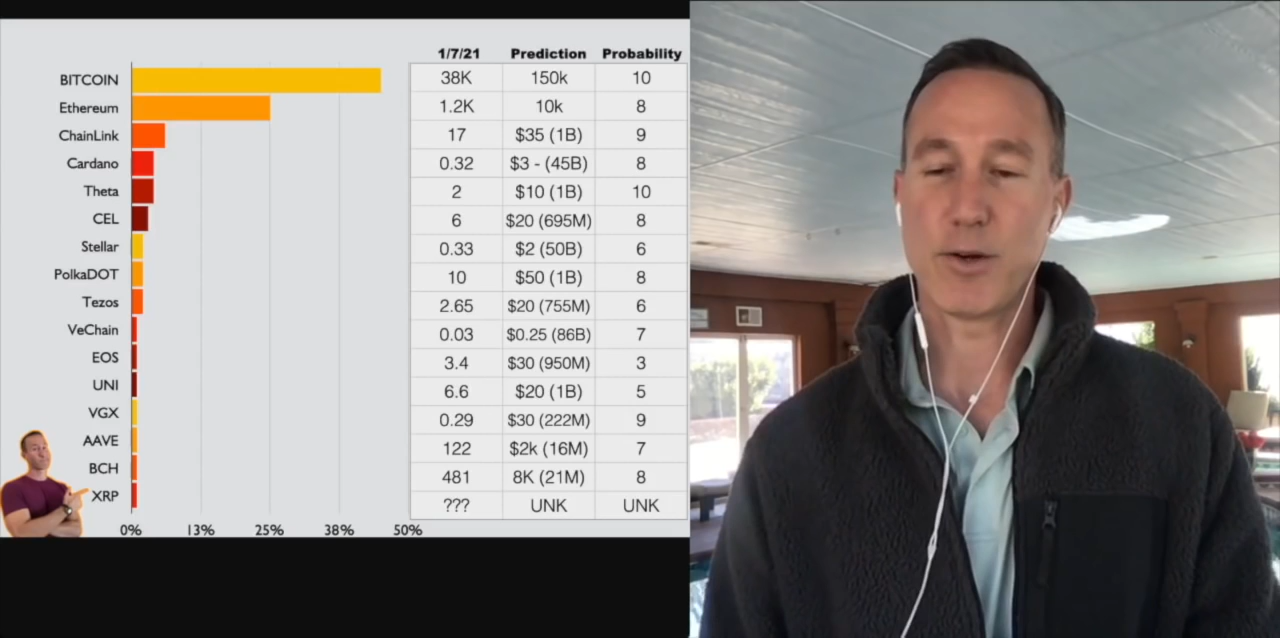 1/7/21 Prediction Probability
BITCOIN 38K 150k 10
Ethereum 1.2K 10k 8
ChainLink 17 $35 (1B) 9
Cardano 0.32 $3 - (45B) 8
Theta 2 $10 (1B) 10
CEL 6 $20 (695M) 8
Stellar 0.33 $2 (50B) 6
PolkaDOT 10 $50 (1B) 8
Tezos 2.65 $20 (755M) 6
VeChain 0.03 $0.25 (86B) 7
EOS 3.4 $30 (950M) 3
UNI 6.6 $20 (1B) 5
VGX 0.29 $30 (222M) 9
AAVE 122 $2k (16M) 7
BCH 481 8K (21M) 8
XRP ??? UNK UNK
0% 13% 25% 38% 50%